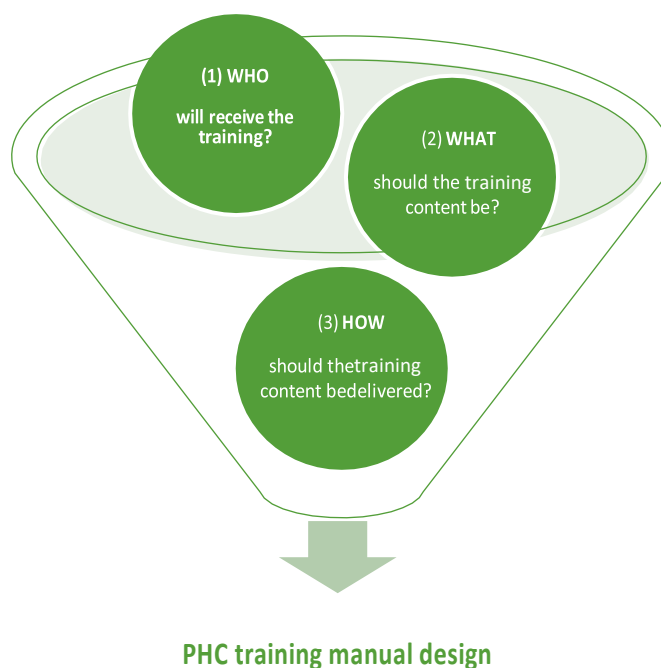 (1) WHO
will receive the
training?
(2) WHAT
should the training
content be?
(3) HOW
should thetraining
content bedelivered?
PHC training manual design